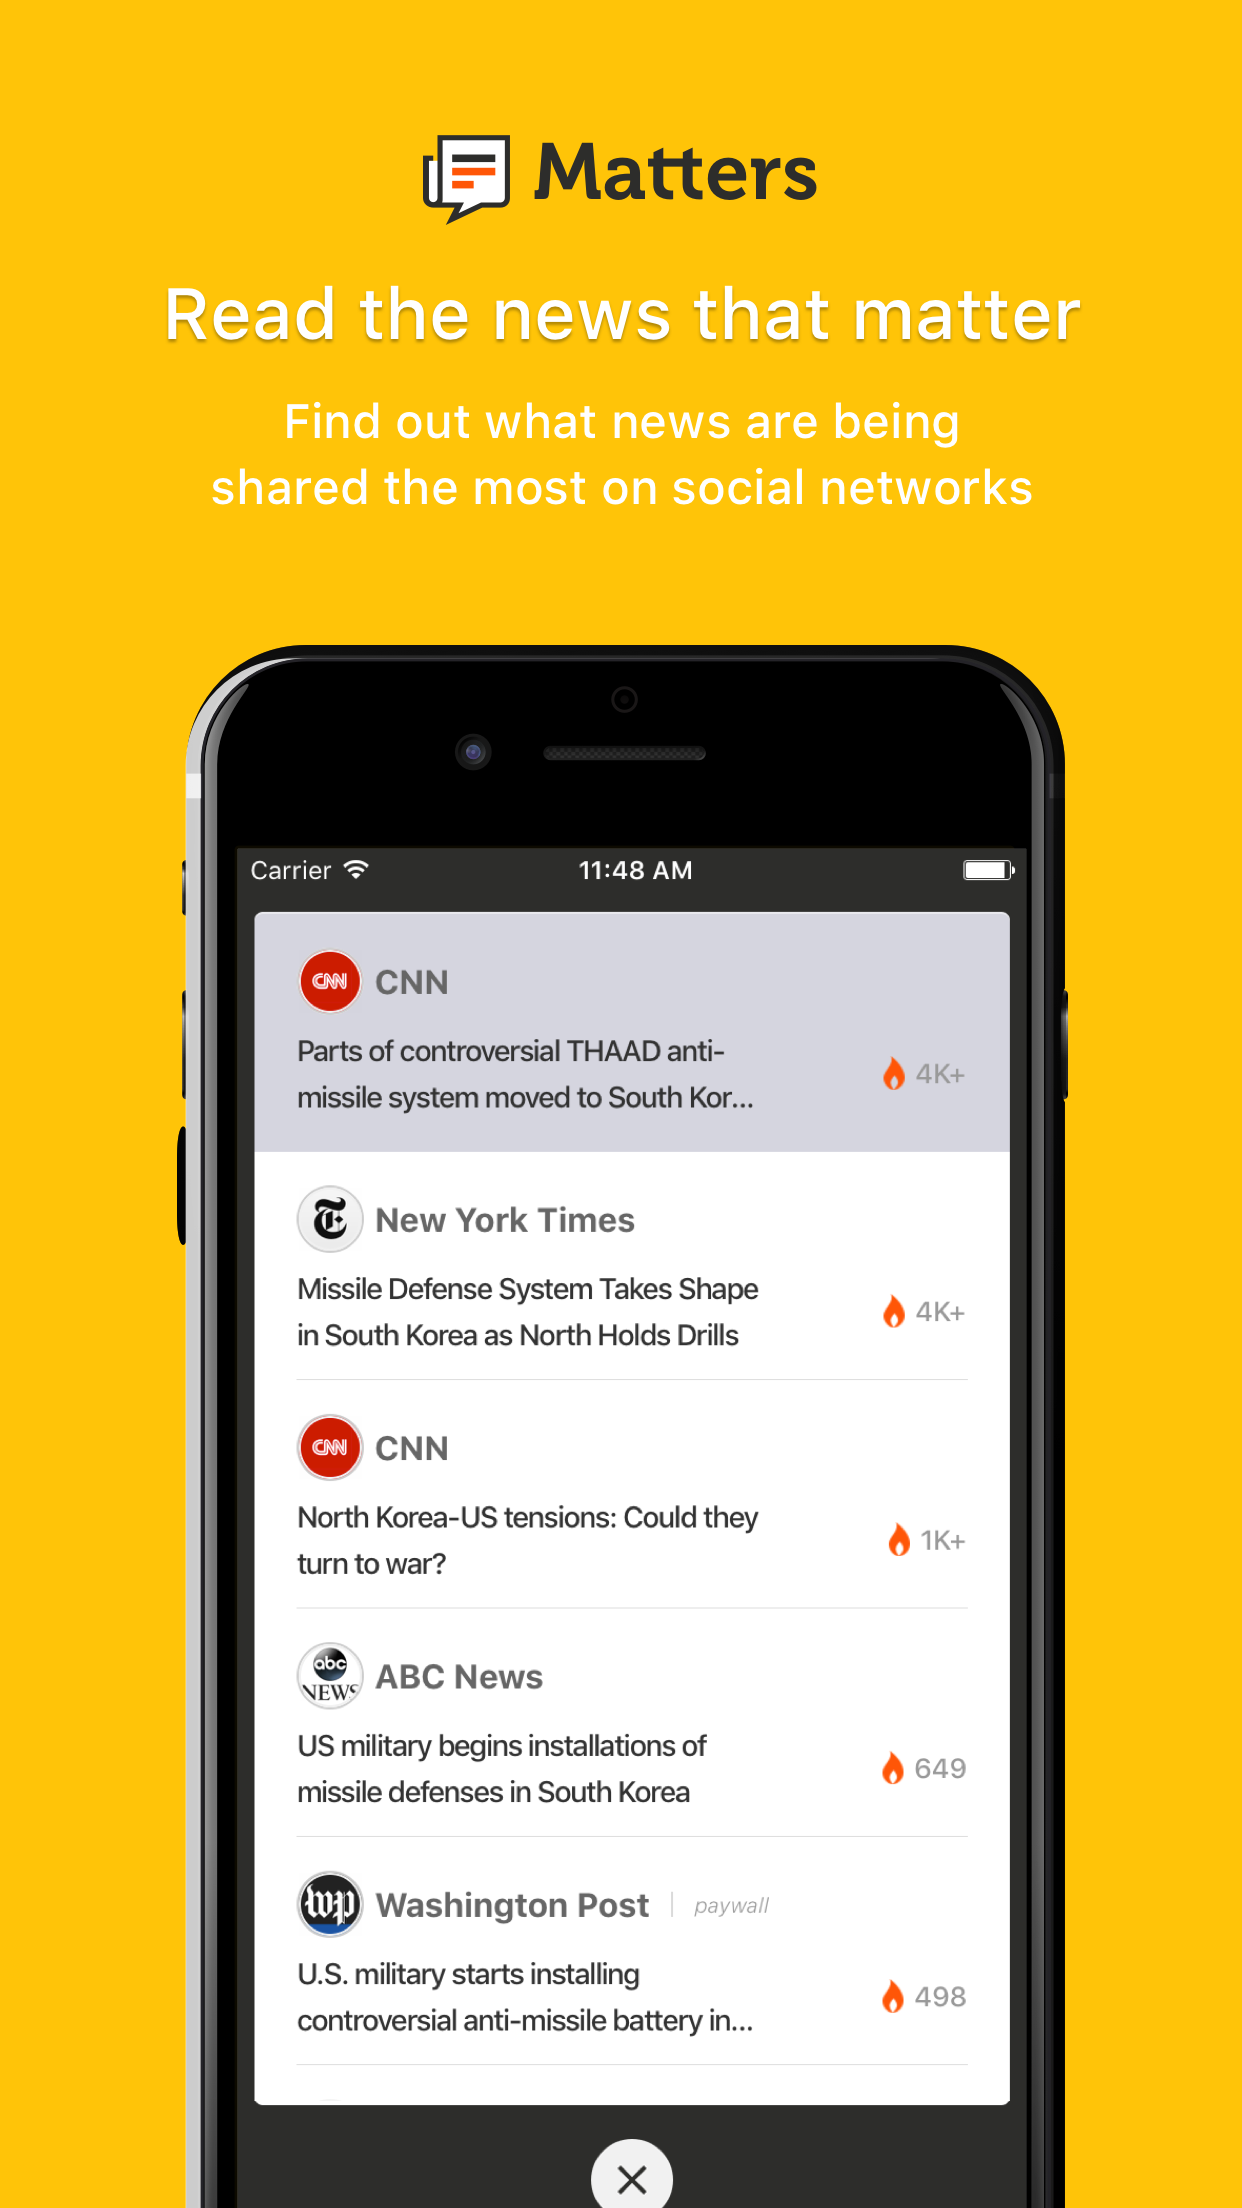 Matters
Read the news that matter
Find out what news are being
shared the most on social networks
Carrier 11:48 AM
CNN CNN
Parts of controversial THAAD anti-
missile system moved to South Kor...
4K+
T New York Times
Missile Defense System Takes Shape
in South Korea as North Holds Drills
4K+
CNN CNN
North Korea-US tensions: Could they
turn to war?
1K+
abc
NEWS
ABC News
US military begins installations of
missile defenses in South Korea
649
wp Washington Post | paywall
U.S. military starts installing
controversial anti-missile battery in...
498